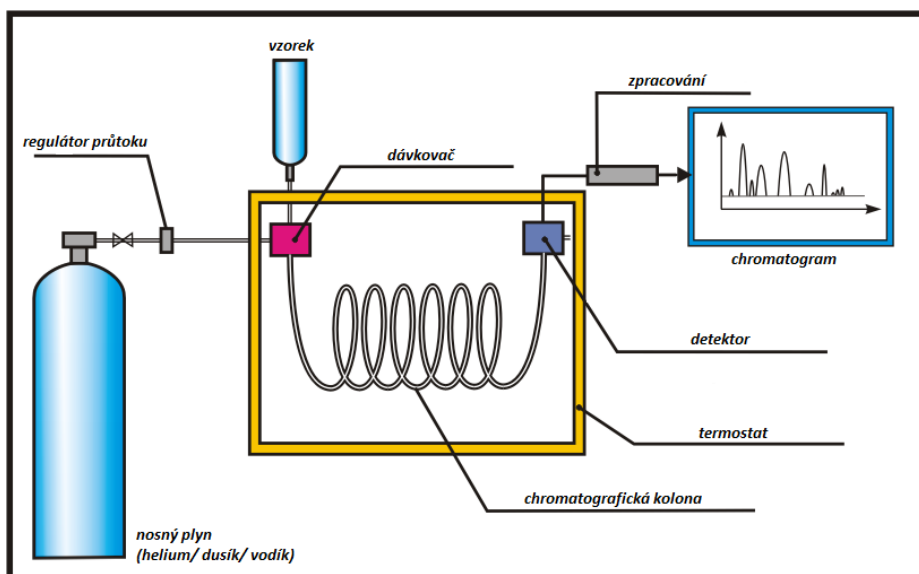 vzorek
zpracování
regulátor průtoku
dávkovač
chromatogram
detektor
termostat
chromatografická kolona
nosný plyn
(helium/ dusík/ vodík)